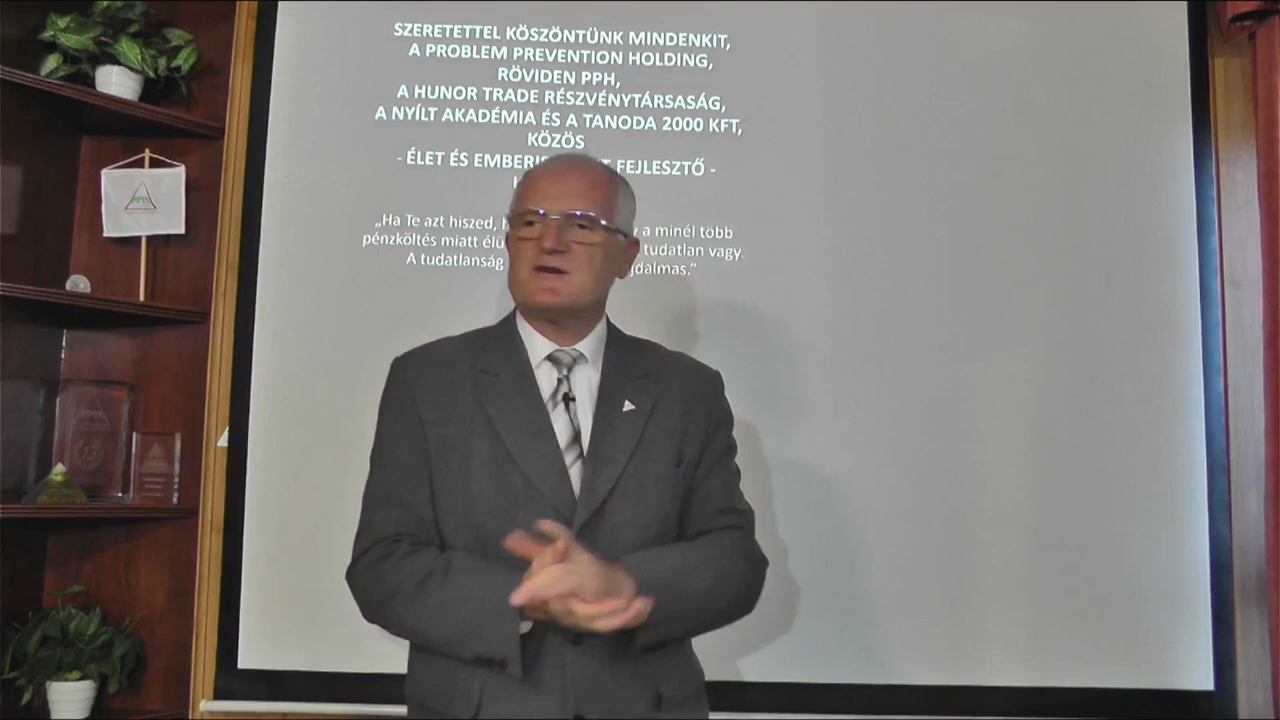 SZERETETTEL KÖSZÖNTÜNK MINDENKIT,
A PROBLEM PREVENTION HOLDING,
RÖVIDEN PPH,
A HUNOR TRADE RÉSZVÉNYTÁRSASÁG,
A NYÍLT AKADÉMIA ÉS A TANODA 2000 KFT,
KÖZÖS
- ÉLET ÉS FEJLESZTŐ -
„Ha Te azt hiszed, a minél több
pénzköltés miatt tudatlan vagy.
A tudatlanság
13